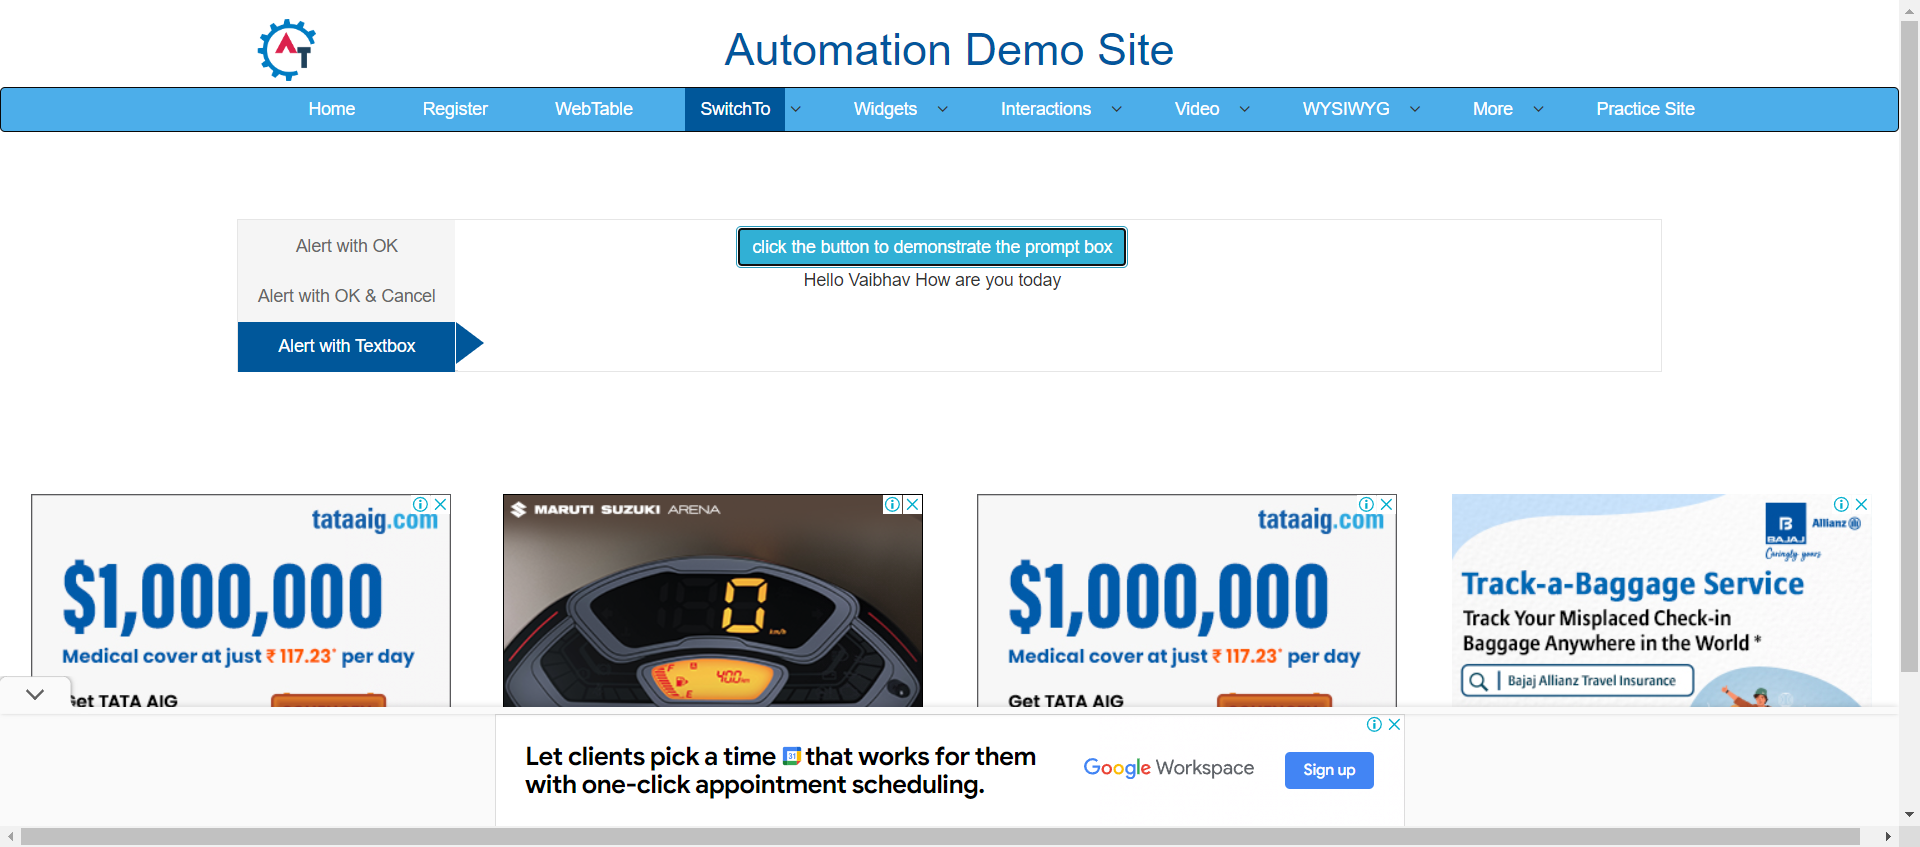 AT
Automation Demo Site
Home Register WebTable SwitchTo Widgets Interactions Video WYSIWYG More Practice Site
Alert with OK
Alert with OK & Cancel
Alert with Textbox
click the button to demonstrate the prompt box
Hello Vaibhav How are you today
tataaig.com
$1,000,000
Medical cover at just ₹ 117.23* per day
Get TATA AIG
MARUTI SUZUKI ARENA
0
km/h
F
400
E
tataaig.com
$1,000,000
Medical cover at just ₹ 117.23* per day
Get TATA AIG
B
BAJAJ
Allianz
Caringly yours
Track-a-Baggage Service
Track Your Misplaced Check-in
Baggage Anywhere in the World *
Bajaj Allianz Travel Insurance
Let clients pick a time 31 that works for them
with one-click appointment scheduling.
Google Workspace
Sign up